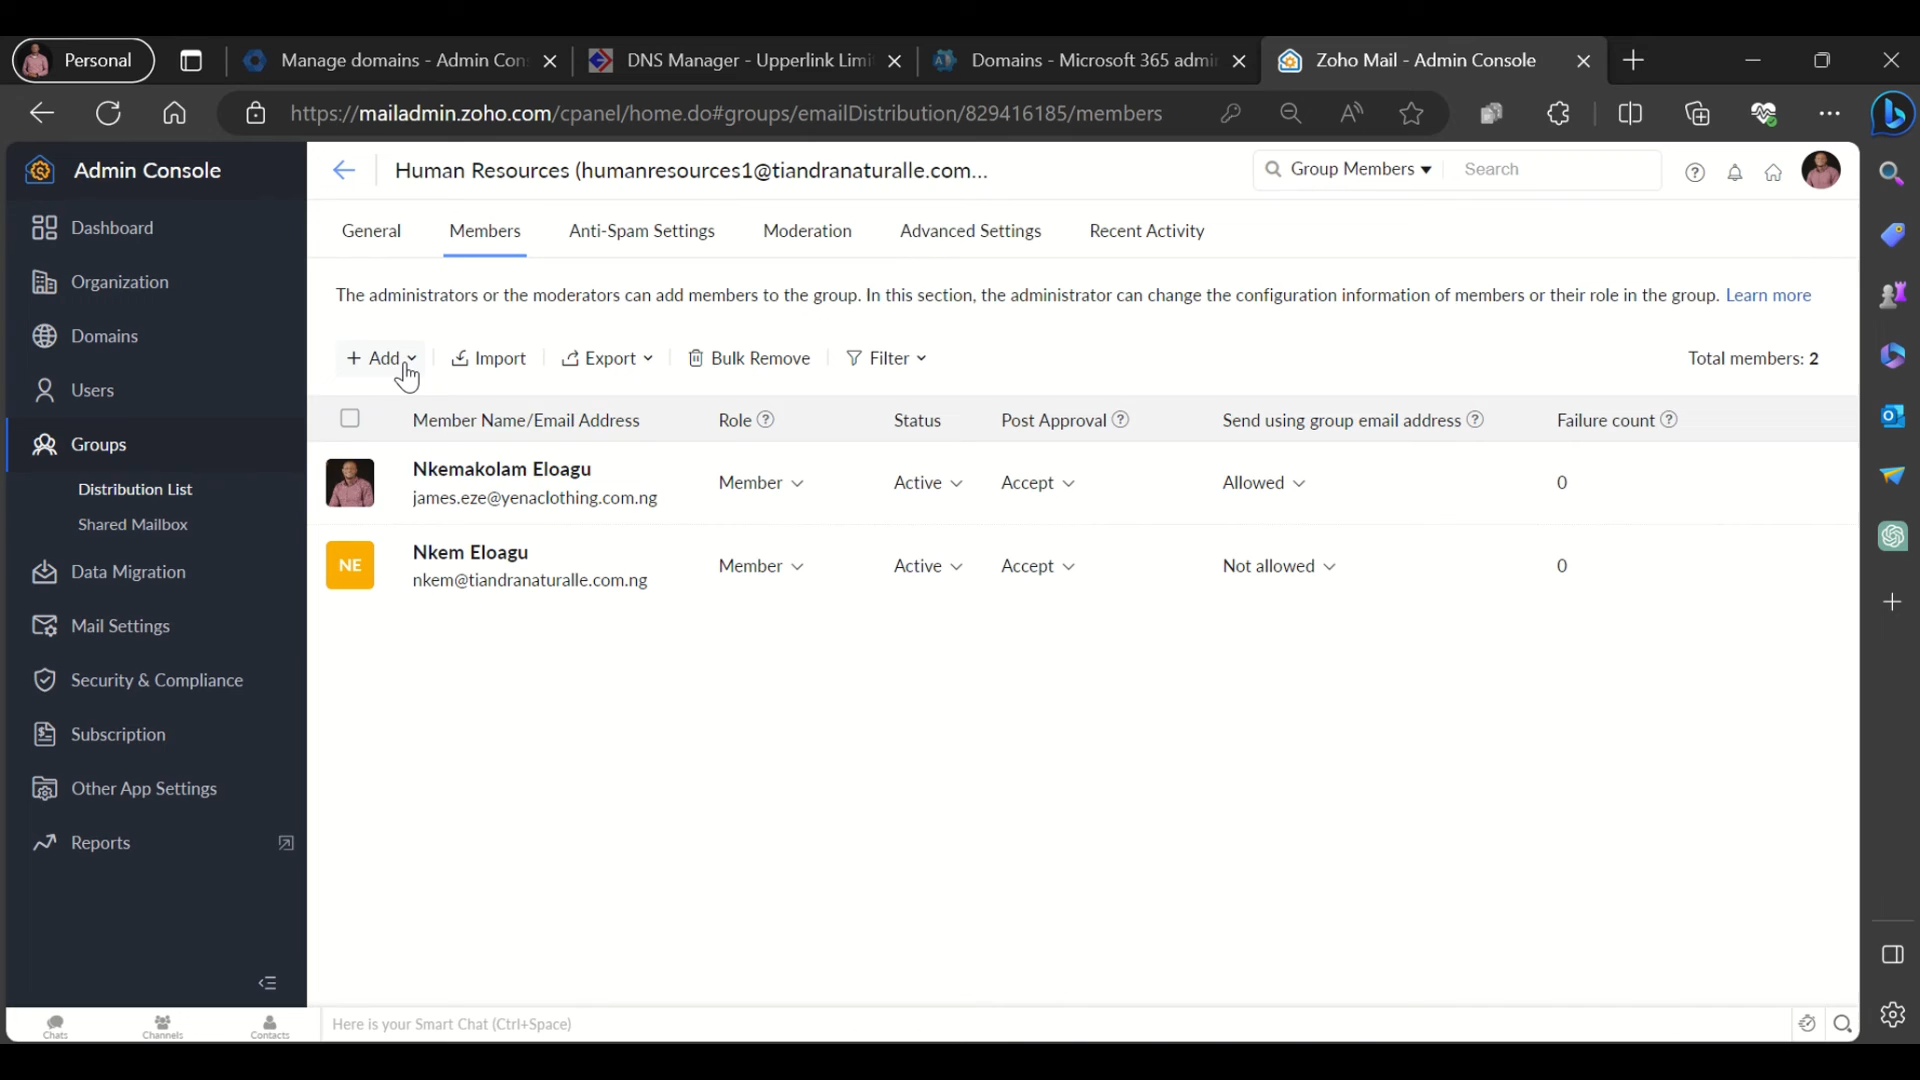 Personal
Manage domains - Admin Con
DNS Manager - Upperlink Limi
Domains - Microsoft 365 admi
Zoho Mail - Admin Console
https://mailadmin.zoho.com/cpanel/home.do#groups/emailDistribution/829416185/members
Admin Console
Human Resources (humanresources1@tiandranaturalle.com...
Group Members
Search
Dashboard
Organization
Domains
Users
Groups
Distribution List
Shared Mailbox
Data Migration
Mail Settings
Security & Compliance
Subscription
Other App Settings
Reports
General Members Anti-Spam Settings Moderation Advanced Settings Recent Activity
The administrators or the moderators can add members to the group. In this section, the administrator can change the configuration information of members or their role in the group. Learn more
+ Add Import Export Bulk Remove Filter Total members: 2
Member Name/Email Address Role ? Status Post Approval ? Send using group email address ? Failure count ?
Nkemakolam Eloagu
james.eze@yenaclothing.com.ng
Member Active Accept Allowed 0
NE
Nkem Eloagu
nkem@tiandranaturalle.com.ng
Member Active Accept Not allowed 0
Chats Channels Contacts
Here is your Smart Chat (Ctrl+Space)